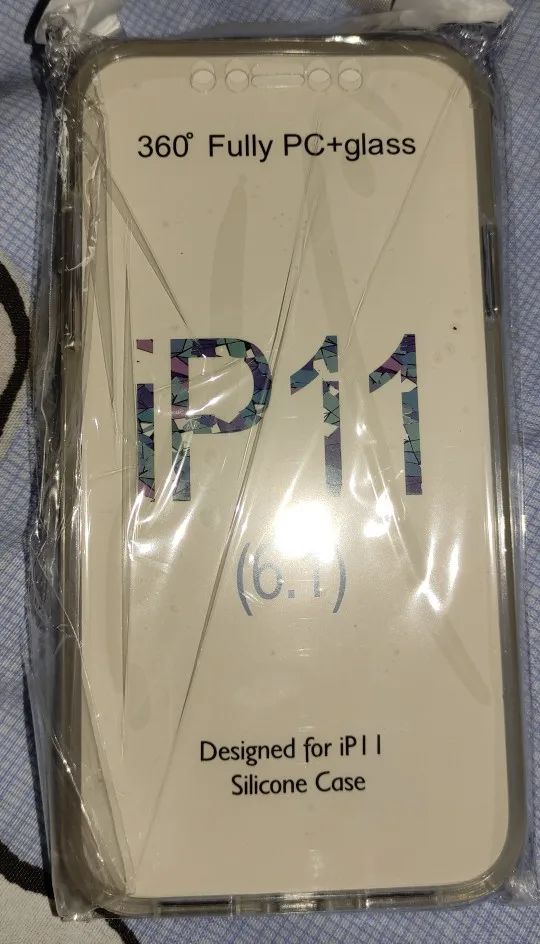 360° Fully PC+glass
iP11
(6.1)
Designed for iP11
Silicone Case